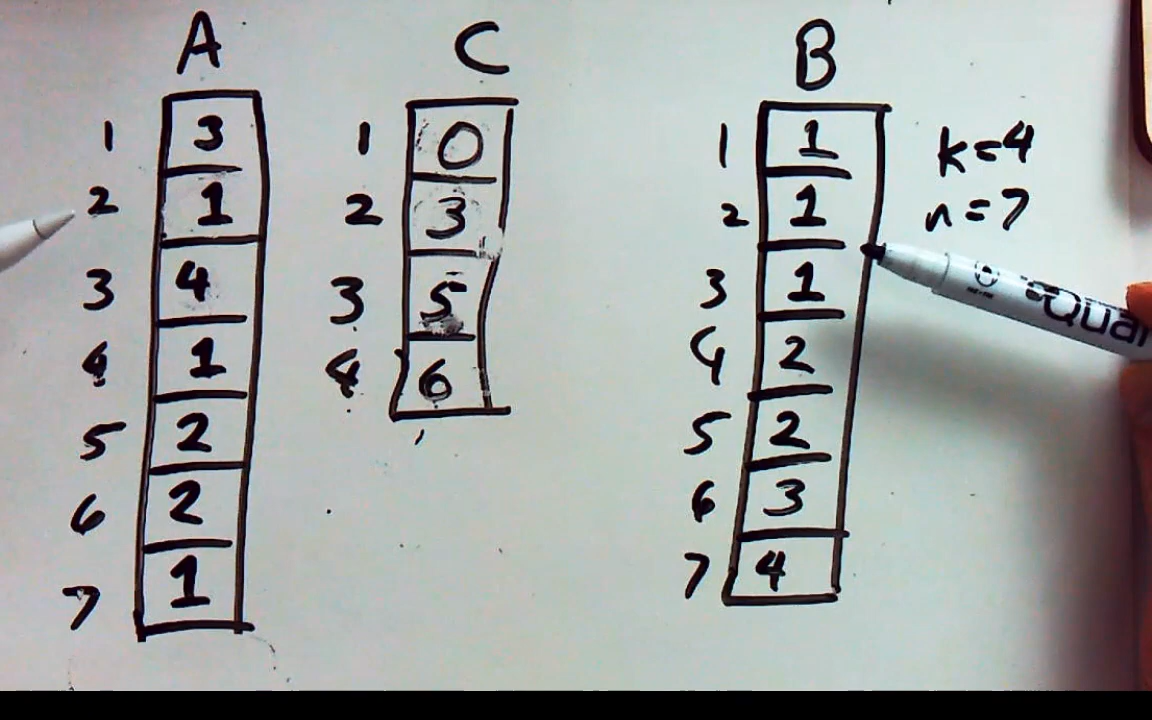 A C B
1 3 1 0 1 1 k=4
2 1 2 3 2 1 n=7
3 4 3 5 3 1
4 1 4 6 4 2
5 2 5 2
6 2 6 3
7 1 7 4
Quar